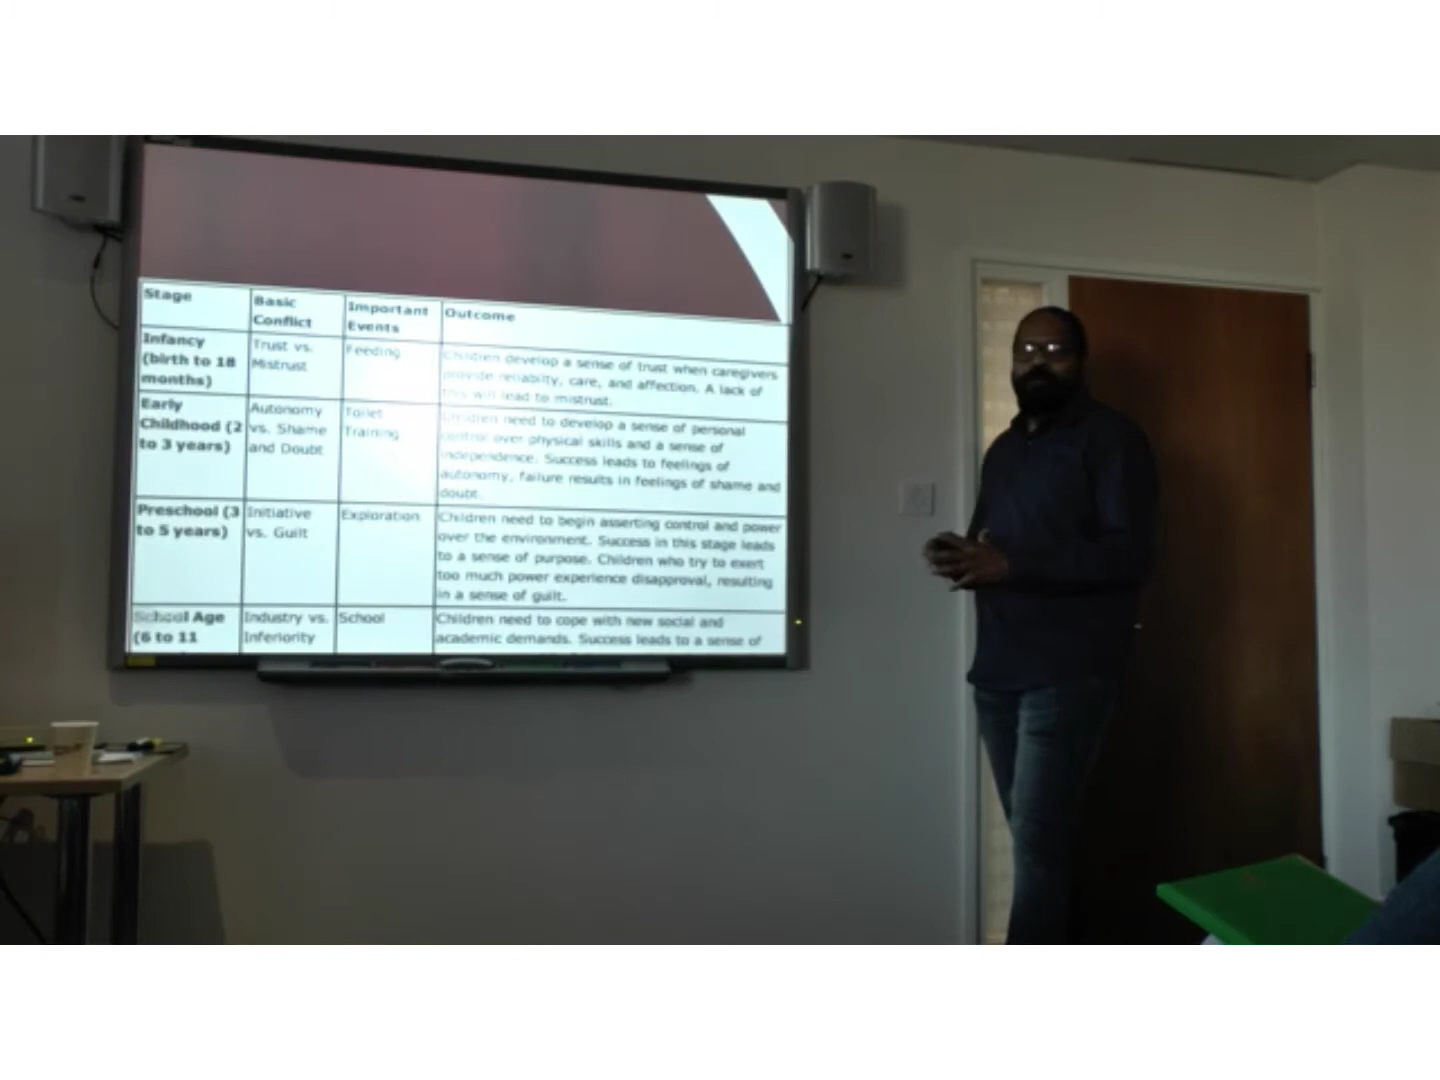 Stage
Basic
Conflict
Important
Events
Outcome
Infancy
(birth to 18
months)
Trust vs.
Mistrust
Feeding
Children develop a sense of trust when caregivers
provide reliabilty, care, and affection. A lack of
this will lead to mistrust.
Early
Childhood (2
to 3 years)
Autonomy
vs. Shame
and Doubt
Toilet
Training
Children need to develop a sense of personal
control over physical skills and a sense of
independence. Success leads to feelings of
autonomy, failure results in feelings of shame and
doubt.
Preschool (3
to 5 years)
Initiative
vs. Guilt
Exploration
Children need to begin asserting control and power
over the environment. Success in this stage leads
to a sense of purpose. Children who try to exert
too much power experience disapproval, resulting
in a sense of guilt.
School Age
(6 to 11
Industry vs.
Inferiority
School
Children need to cope with new social and
academic demands. Success leads to a sense of